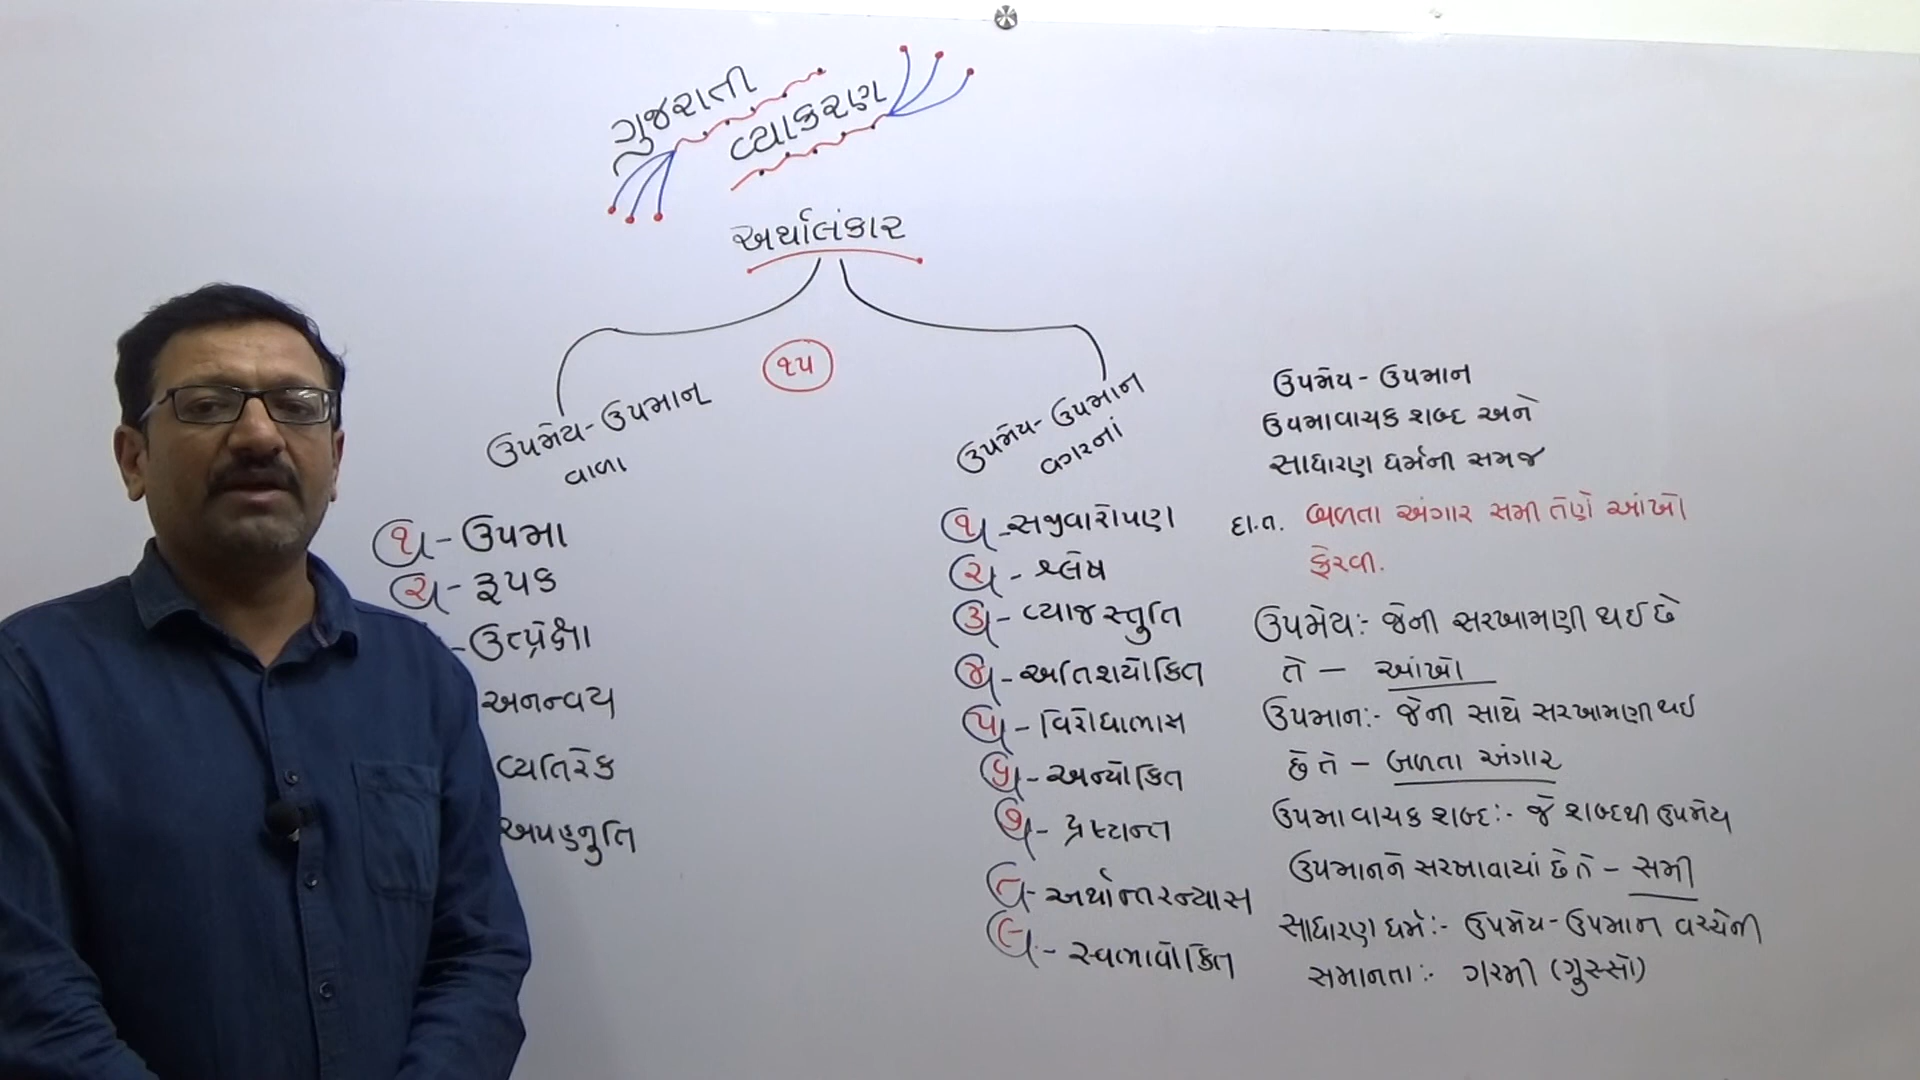 ગુજરાતી
વ્યાકરણ
અર્થાલંકાર
૧૫
ઉપમેય-ઉપમાન
વાળા
૧ - ઉપમા
૨ - રૂપક
- ઉત્પ્રેક્ષા
અનન્વય
વ્યતિરેક
અપહ્નુતિ
ઉપમેય-ઉપમાન
વગરનાં
૧ - સજીવારોપણ
૨ - શ્લેષ
૩ - વ્યાજસ્તુતિ
૪ - અતિશયોકિત
૫ - વિરોધાભાસ
૬ - અન્યોકિત
૭ - દ્રષ્ટાન્ત
૮ - અર્થાન્તરન્યાસ
૯ - સ્વભાવોકિત
ઉપમેય - ઉપમાન
ઉપમાવાચક શબ્દ અને
સાધારણ ધર્મની સમજ
દા.ત. બળતા અંગાર સમી તેણે આંખો
ફેરવી.
ઉપમેય:- જેની સરખામણી થઈ છે
તે - આંખો
ઉપમાન:- જેની સાથે સરખામણી થઈ
છે તે - બળતા અંગાર
ઉપમાવાચક શબ્દ:- જે શબ્દથી ઉપમેય
ઉપમાનને સરખાવાયાં છે તે - સમી
સાધારણ ધર્મ:- ઉપમેય-ઉપમાન વચ્ચેની
સમાનતા:- ગરમી (ગુસ્સો)